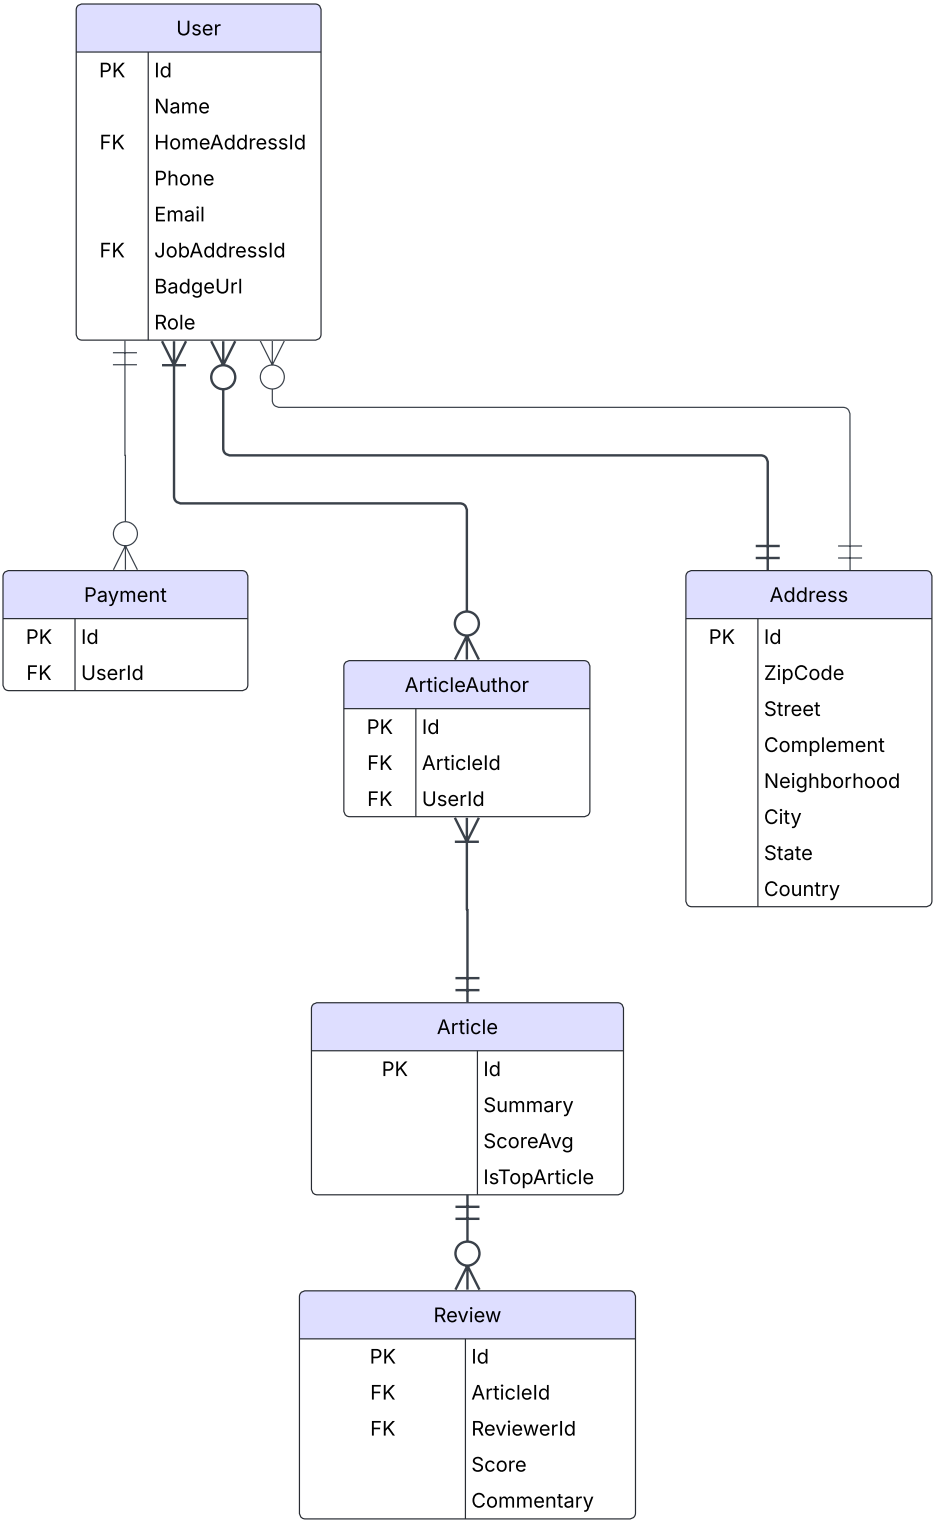 User
PK Id
Name
FK HomeAddressId
Phone
Email
FK JobAddressId
BadgeUrl
Role
Payment
PK Id
FK UserId
Address
PK Id
ZipCode
Street
Complement
Neighborhood
City
State
Country
ArticleAuthor
PK Id
FK ArticleId
FK UserId
Article
PK Id
Summary
ScoreAvg
IsTopArticle
Review
PK Id
FK ArticleId
FK ReviewerId
Score
Commentary